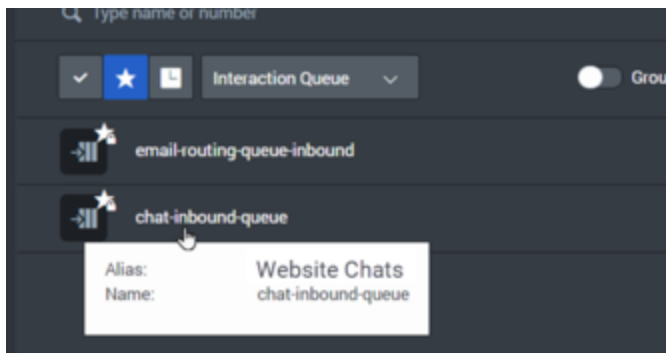 Type name or number
Interaction Queue
Grou
email-routing-queue-inbound
chat-inbound-queue
Alias: Website Chats
Name: chat-inbound-queue